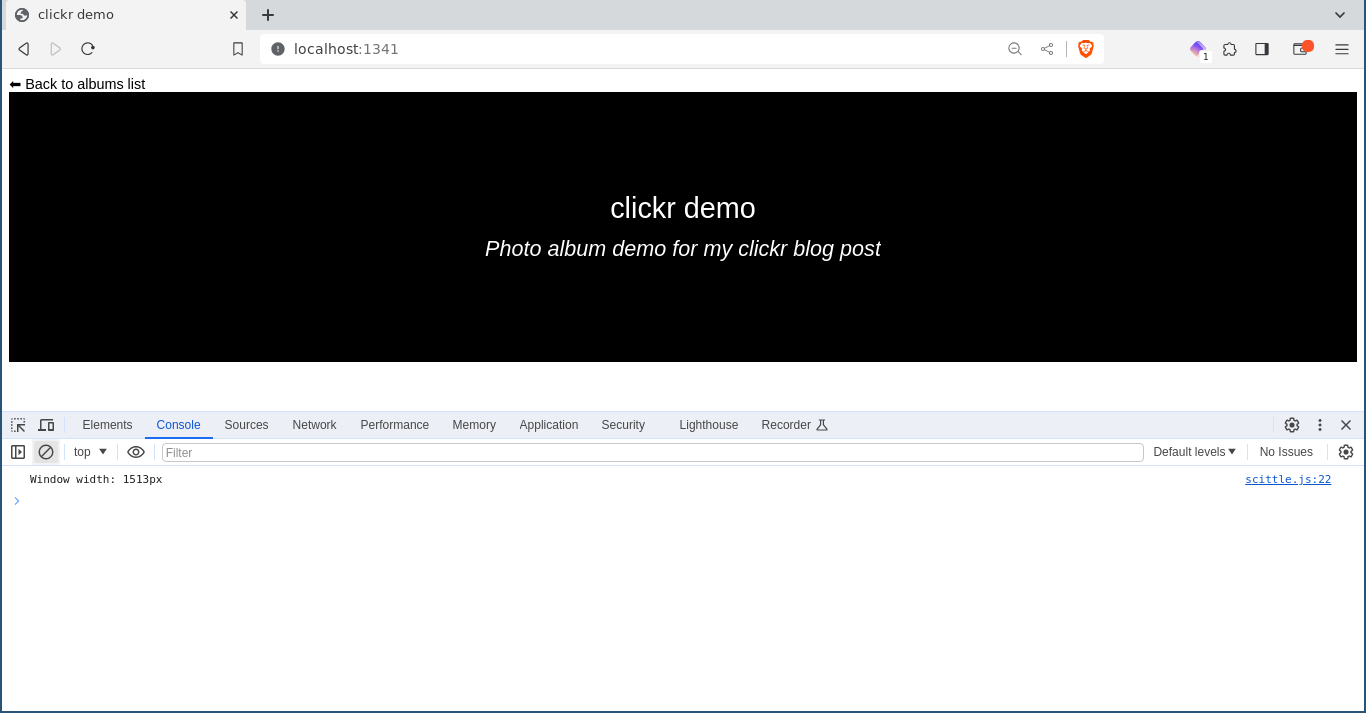 clickr demo
localhost:1341
1
⬅ Back to albums list
clickr demo
Photo album demo for my clickr blog post
Elements Console Sources Network Performance Memory Application Security Lighthouse Recorder
top Filter Default levels No Issues
Window width: 1513px scittle.js:22